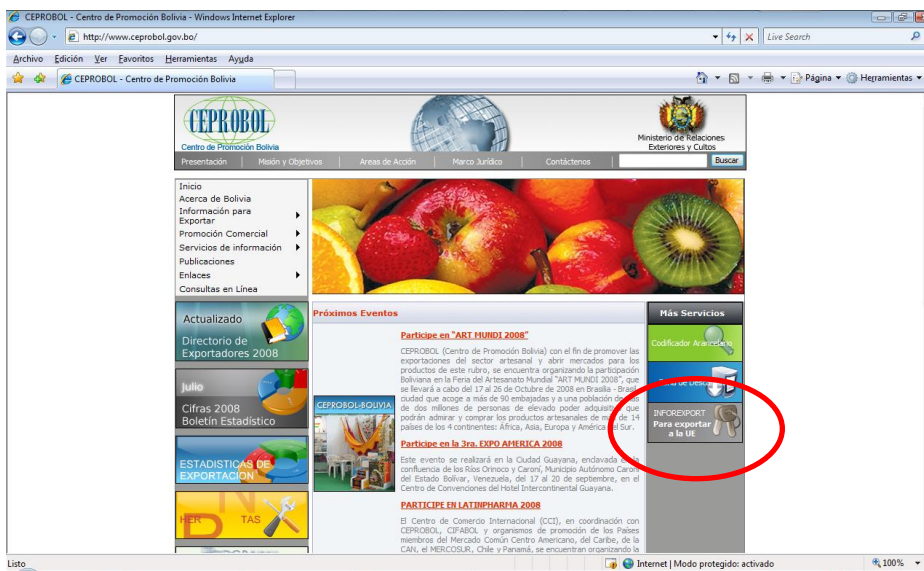 CEPROBOL - Centro de Promoción Bolivia - Windows Internet Explorer
http://www.ceprobol.gov.bo/
Live Search
Archivo Edición Ver Favoritos Herramientas Ayuda
CEPROBOL - Centro de Promoción Bolivia
Página Herramientas
CEPROBOL
Centro de Promoción Bolivia
Ministerio de Relaciones
Exteriores y Cultos
Presentación | Misión y Objetivos | Areas de Acción | Marco Jurídico | Contáctenos |
Buscar
Inicio
Acerca de Bolivia
Información para
Exportar
Promoción Comercial
Servicios de información
Publicaciones
Enlaces
Consultas en Línea
Actualizado
Directorio de
Exportadores 2008
Julio
Cifras 2008
Boletín Estadístico
ESTADISTICAS DE
EXPORTACION
HER TAS
Próximos Eventos
Participe en "ART MUNDI 2008"
CEPROBOL (Centro de Promoción Bolivia) con el fin de promover las
exportaciones del sector artesanal y abrir mercados para los
productos de este rubro, se encuentra organizando la participación
Boliviana en la Feria del Artesanato Mundial "ART MUNDI 2008", que
se llevará a cabo del 17 al 26 de Octubre de 2008 en Brasilia - Brasil,
ciudad que acoge a más de 90 embajadas y a una población de más
de dos millones de personas de elevado poder adquisitivo que
podrán admirar y comprar los productos artesanales de más de 14
países de los 4 continentes: África, Asia, Europa y América del Sur.
CEPROBOL-BOLIVIA
Participe en la 3ra. EXPO AMERICA 2008
Este evento se realizará en la Ciudad Guayana, enclavada en la
confluencia de los Ríos Orinoco y Caroní, Municipio Autónomo Caroní
del Estado Bolívar, Venezuela, del 17 al 20 de septiembre, en el
Centro de Convenciones del Hotel Intercontinental Guayana.
PARTICIPE EN LATINPHARMA 2008
El Centro de Comercio Internacional (CCI), en coordinación con
CEPROBOL, CIFABOL y organismos de promoción de los Países
miembros del Mercado Común Centro Americano, del Caribe, de la
CAN, el MERCOSUR, Chile y Panamá, se encuentran organizando la
Más Servicios
Codificador Arancelario
de
INFOREXPORT
Para exportar
a la UE
Listo
Internet | Modo protegido: activado
100%